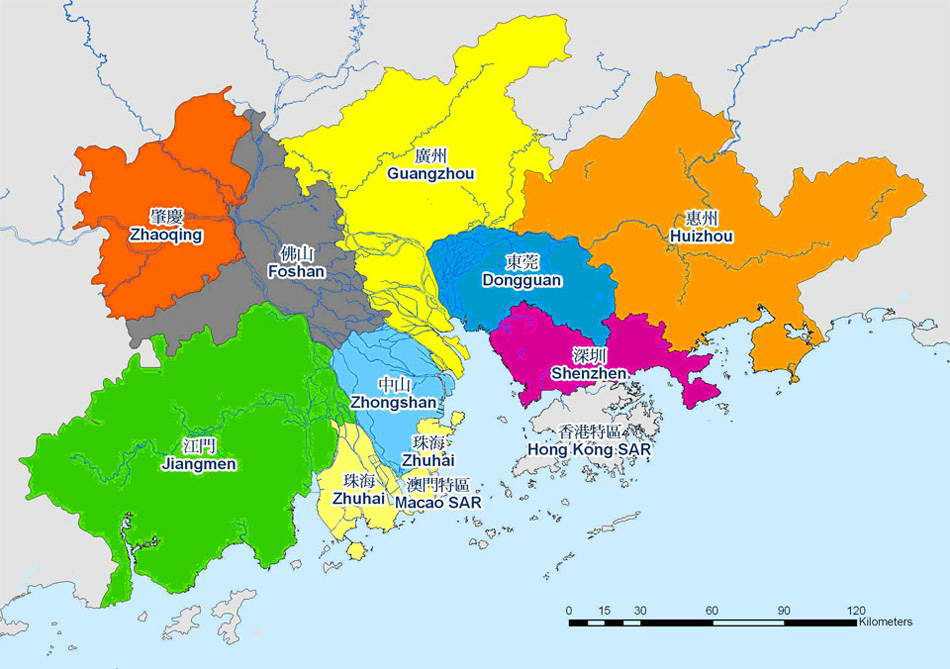 廣州
Guangzhou
肇慶
Zhaoqing
惠州
Huizhou
佛山
Foshan
東莞
Dongguan
深圳
Shenzhen
中山
Zhongshan
香港特區
Hong Kong SAR
江門
Jiangmen
珠海
Zhuhai
珠海
Zhuhai
澳門特區
Macao SAR
0 15 30 60 90 120
Kilometers